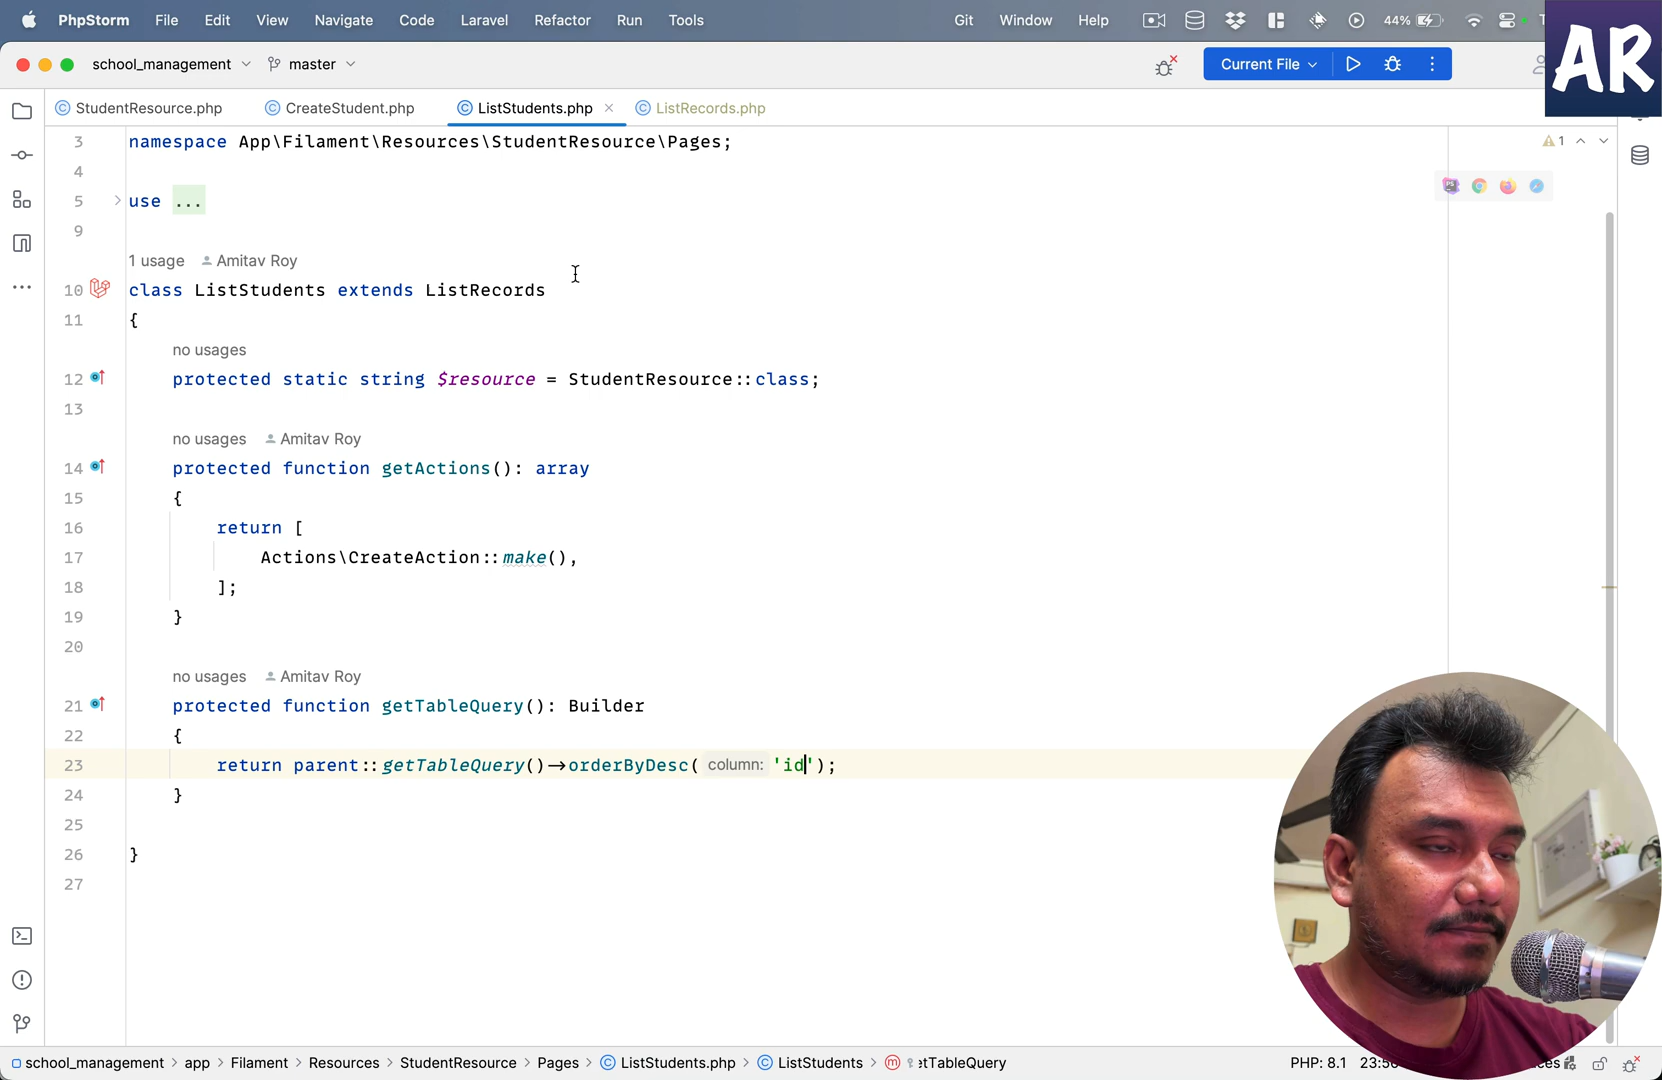 PhpStorm File Edit View Navigate Code Laravel Refactor Run Tools Git Window Help 44%
AR
school_management master Current File
StudentResource.php CreateStudent.php ListStudents.php ListRecords.php
3 namespace App\Filament\Resources\StudentResource\Pages; 1
4
5 use ...
9
1 usage Amitav Roy
10 class ListStudents extends ListRecords
11 {
no usages
12 protected static string $resource = StudentResource::class;
13
no usages Amitav Roy
14 protected function getActions(): array
15 {
16 return [
17 Actions\CreateAction::make(),
18 ];
19 }
20
no usages Amitav Roy
21 protected function getTableQuery(): Builder
22 {
23 return parent::getTableQuery()->orderByDesc( column: 'id');
24 }
25
26 }
27
school_management > app > Filament > Resources > StudentResource > Pages > ListStudents.php > ListStudents > etTableQuery PHP: 8.1